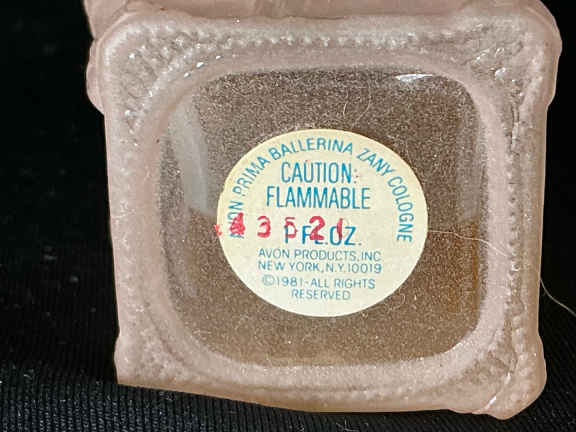 AVON PRIMA BALLERINA ZANY COLOGNE
CAUTION:
FLAMMABLE
1 FL. OZ.
AVON PRODUCTS, INC
NEW YORK, N.Y. 10019
©1981-ALL RIGHTS
RESERVED